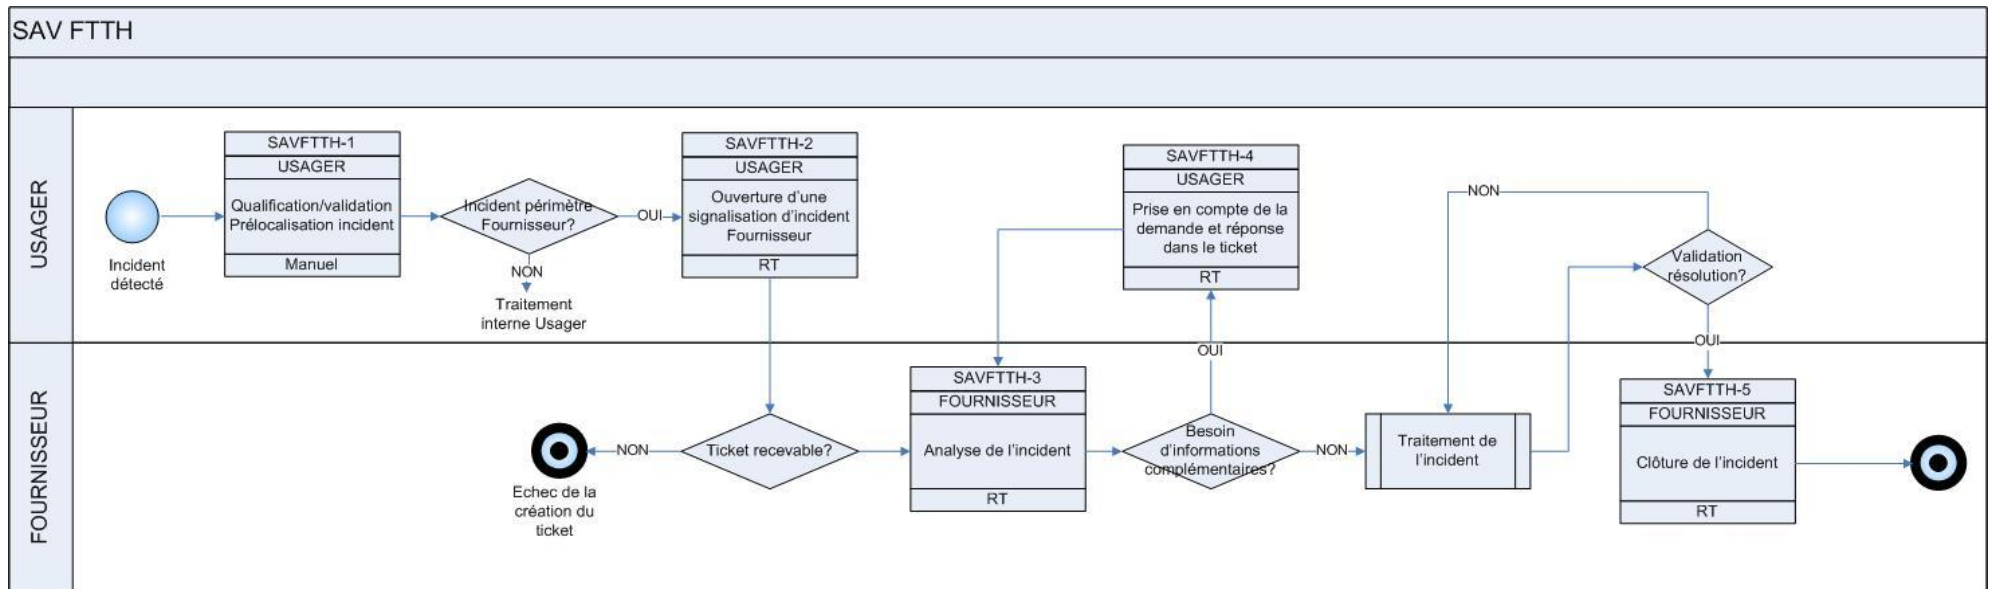 SAV FTTH
USAGER
Incident
détecté
SAVFTTH-1
USAGER
Qualification/validation
Prélocalisation incident
Manuel
Incident périmètre
Fournisseur?
OUI
NON
Traitement
interne Usager
SAVFTTH-2
USAGER
Ouverture d'une
signalisation d'incident
Fournisseur
RT
SAVFTTH-4
USAGER
Prise en compte de la
demande et réponse
dans le ticket
RT
NON
Validation
résolution?
OUI
OUI
FOURNISSEUR
Echec de la
création du
ticket
NON
Ticket recevable?
SAVFTTH-3
FOURNISSEUR
Analyse de l'incident
RT
Besoin
d'informations
complémentaires?
NON
Traitement de
l'incident
SAVFTTH-5
FOURNISSEUR
Clôture de l'incident
RT